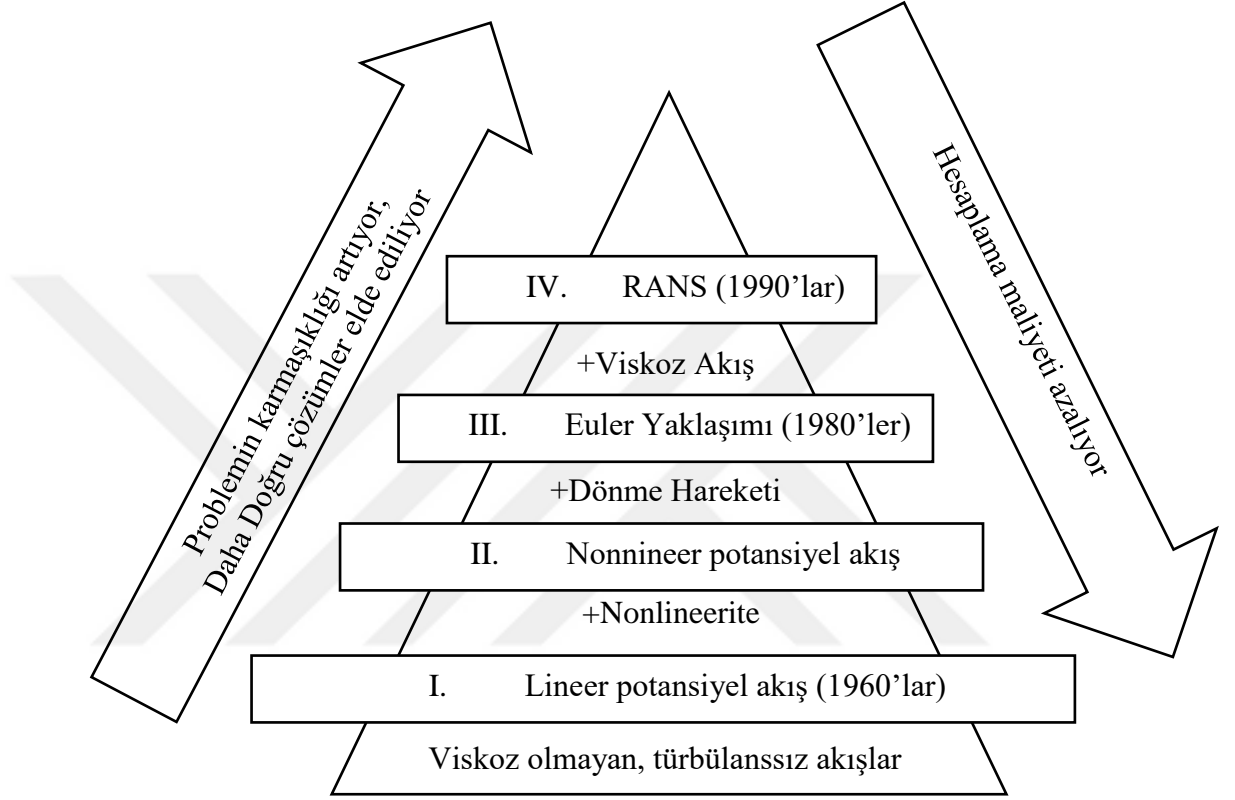 Problemin karmaşıklığı artıyor,
Daha Doğru çözümler elde ediliyor
Hesaplama maliyeti azalıyor
IV. RANS (1990’lar)
+Viskoz Akış
III. Euler Yaklaşımı (1980’ler)
+Dönme Hareketi
II. Nonnineer potansiyel akış
+Nonlineerite
I. Lineer potansiyel akış (1960’lar)
Viskoz olmayan, türbülanssız akışlar